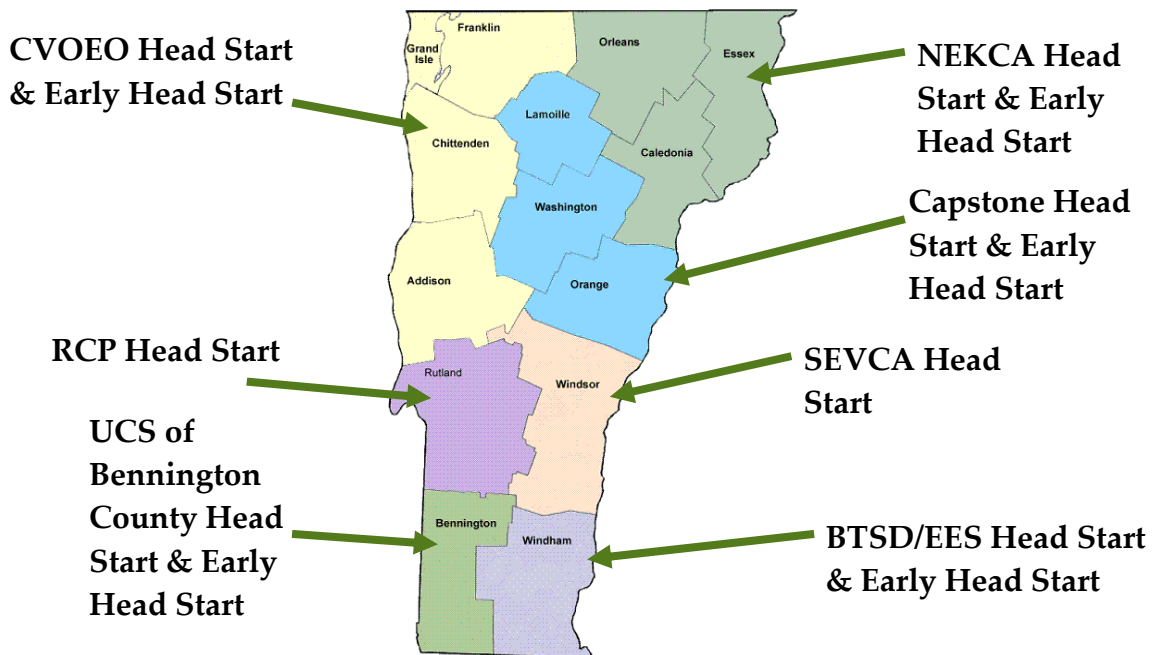 CVOEO Head Start
& Early Head Start
RCP Head Start
UCS of
Bennington
County Head
Start & Early
Head Start
Franklin
Grand
Isle
Orleans
Essex
Lamoille
Chittenden
Caledonia
Washington
Addison
Orange
Rutland
Windsor
Bennington
Windham
NEKCA Head
Start & Early
Head Start
Capstone Head
Start & Early
Head Start
SEVCA Head
Start
BTSD/EES Head Start
& Early Head Start